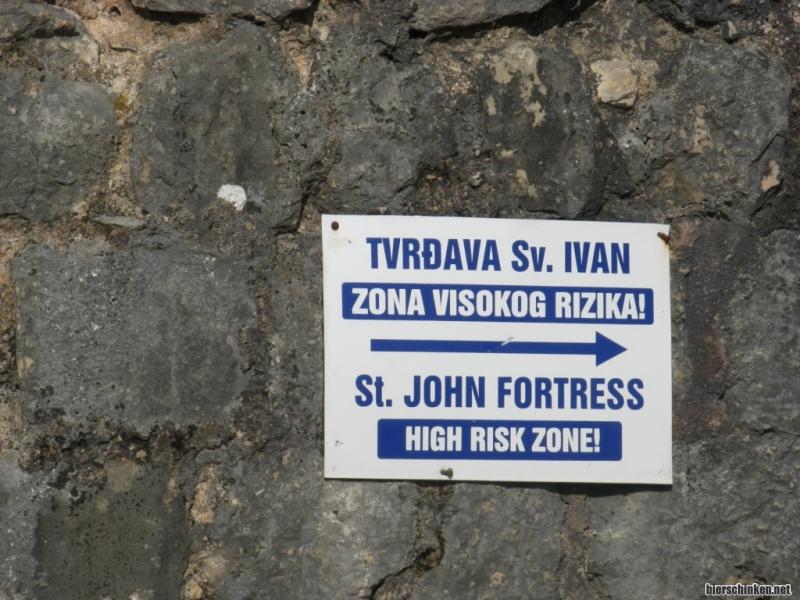 TVRĐAVA Sv. IVAN
ZONA VISOKOG RIZIKA!
St. JOHN FORTRESS
HIGH RISK ZONE!
bierschinken.net